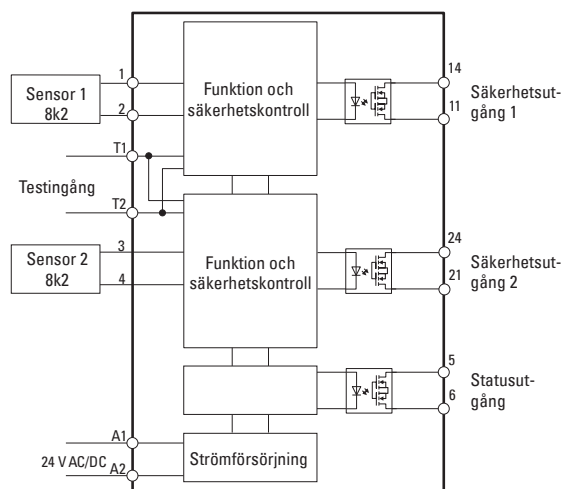 1
Sensor 1
8k2
2
T1
Testingång
T2
3
Sensor 2
8k2
4
A1
24 V AC/DC
A2
Funktion och
säkerhetskontroll
Funktion och
säkerhetskontroll
Strömförsörjning
14
Säkerhetsut-
gång 1
11
24
Säkerhetsut-
gång 2
21
5
Statusut-
gång
6